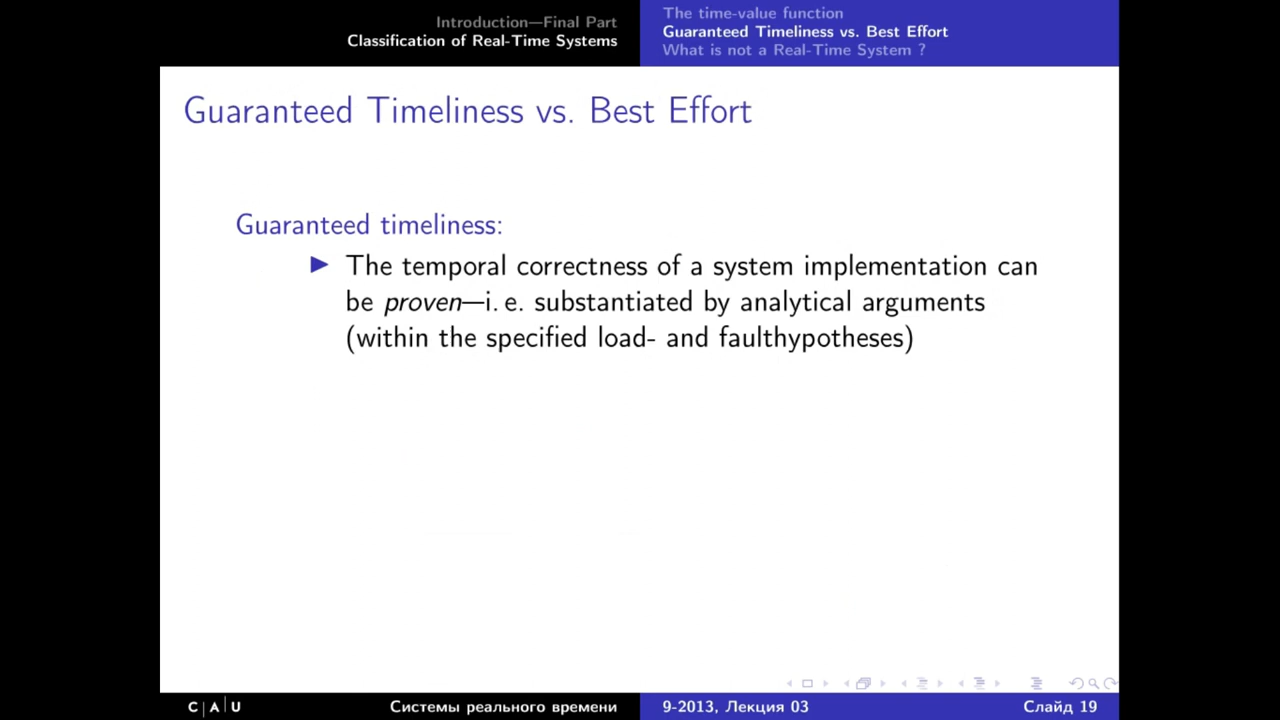 Introduction—Final Part
Classification of Real-Time Systems
The time-value function
Guaranteed Timeliness vs. Best Effort
What is not a Real-Time System ?
Guaranteed Timeliness vs. Best Effort
Guaranteed timeliness:
The temporal correctness of a system implementation can
be proven—i. e. substantiated by analytical arguments
(within the specified load- and faulthypotheses)
C|A|U
Системы реального времени
9-2013, Лекция 03
Слайд 19